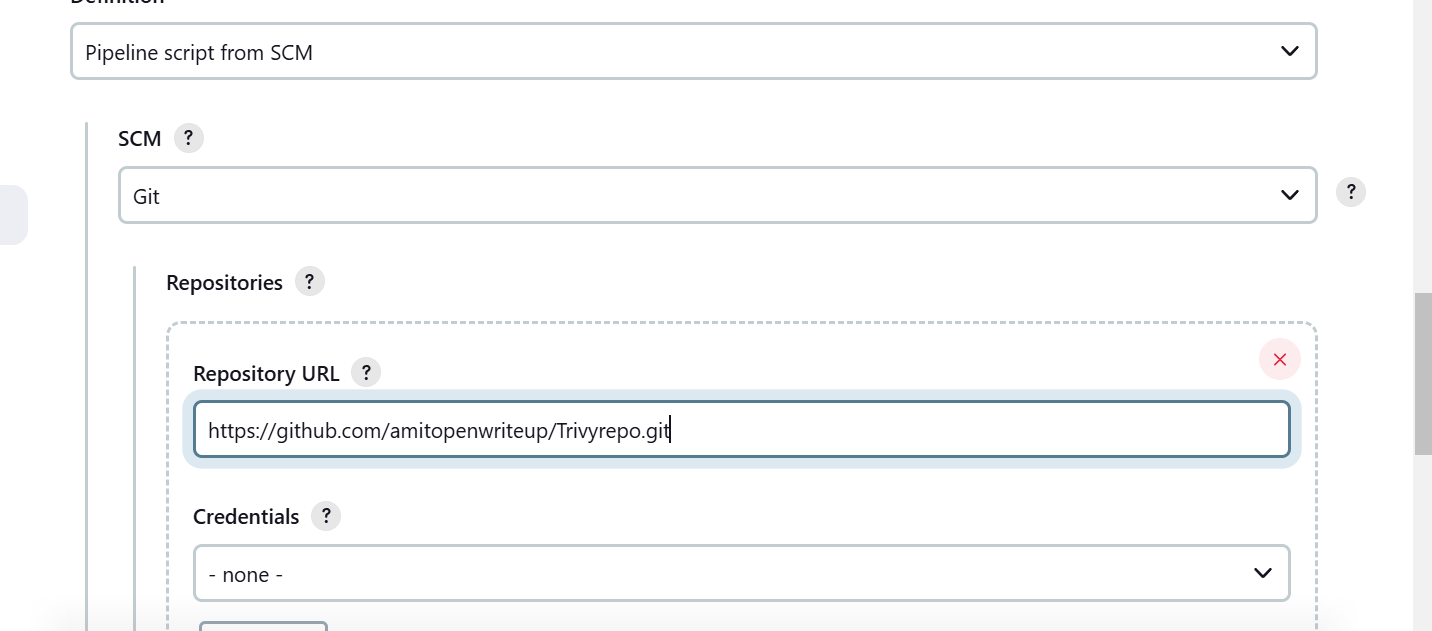 Definition
Pipeline script from SCM
SCM ?
Git
?
Repositories ?
Repository URL ?
https://github.com/amitopenwriteup/Trivyrepo.git
Credentials ?
- none -